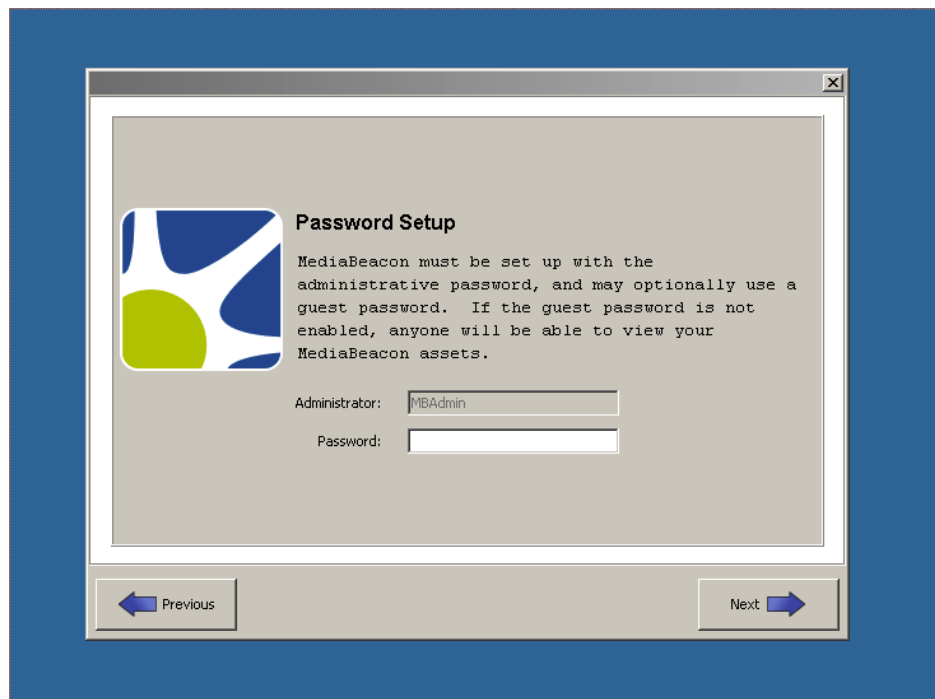 Password Setup
MediaBeacon must be set up with the
administrative password, and may optionally use a
guest password.  If the guest password is not
enabled, anyone will be able to view your
MediaBeacon assets.
Administrator: MBAdmin
Password:
Previous
Next